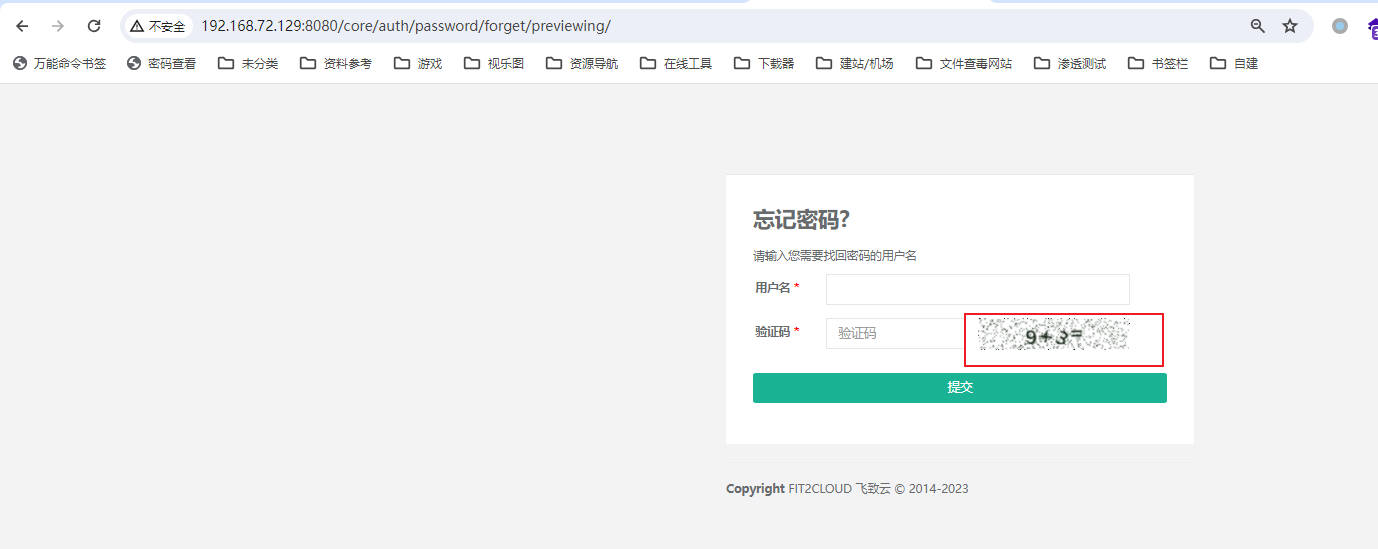 不安全 192.168.72.129:8080/core/auth/password/forget/previewing/
万能命令书签 密码查看 未分类 资料参考 游戏 视乐图 资源导航 在线工具 下载器 建站/机场 文件查毒网站 渗透测试 书签栏 自建
忘记密码?
请输入您需要找回密码的用户名
用户名 *
验证码 * 验证码 9+3=
提交
Copyright FIT2CLOUD 飞致云 © 2014-2023